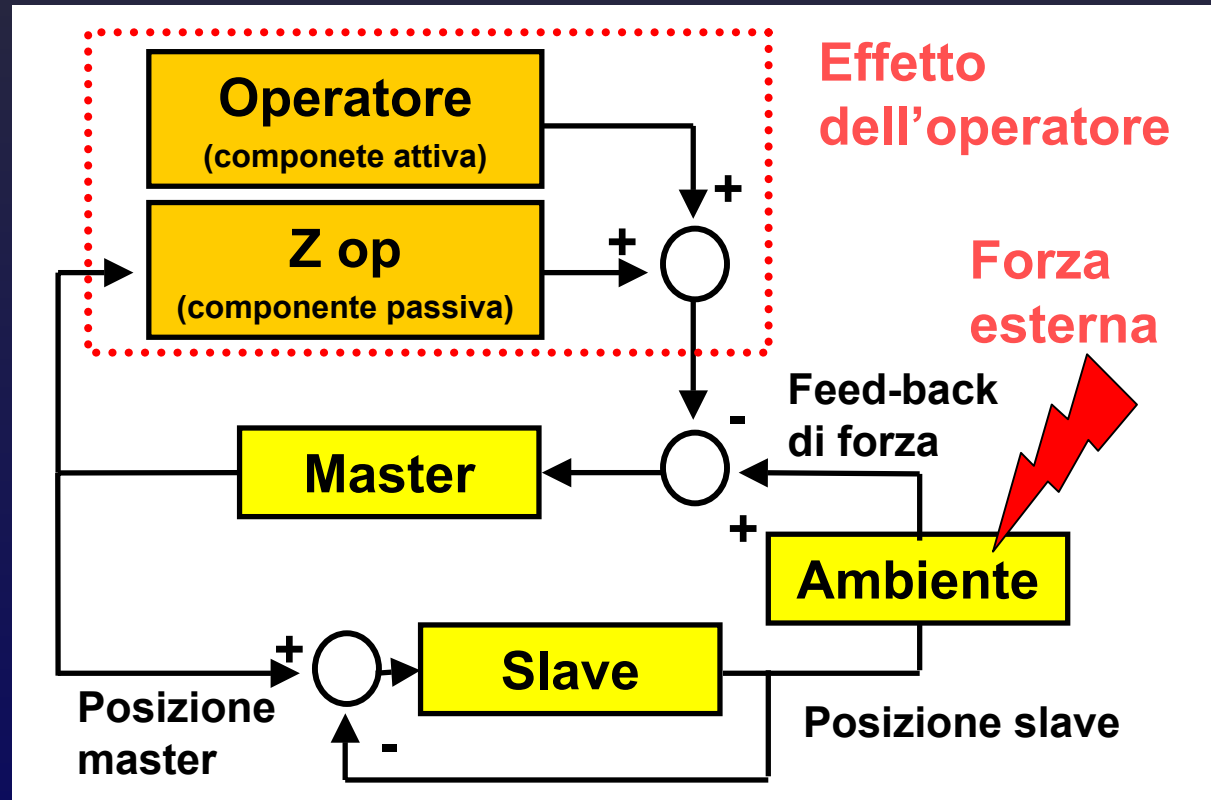 Operatore
(componete attiva)
Effetto
dell'operatore
+
Z op
(componente passiva)
+
Forza
esterna
-
Feed-back
di forza
Master
+
Ambiente
+
Slave
-
Posizione
master
Posizione slave